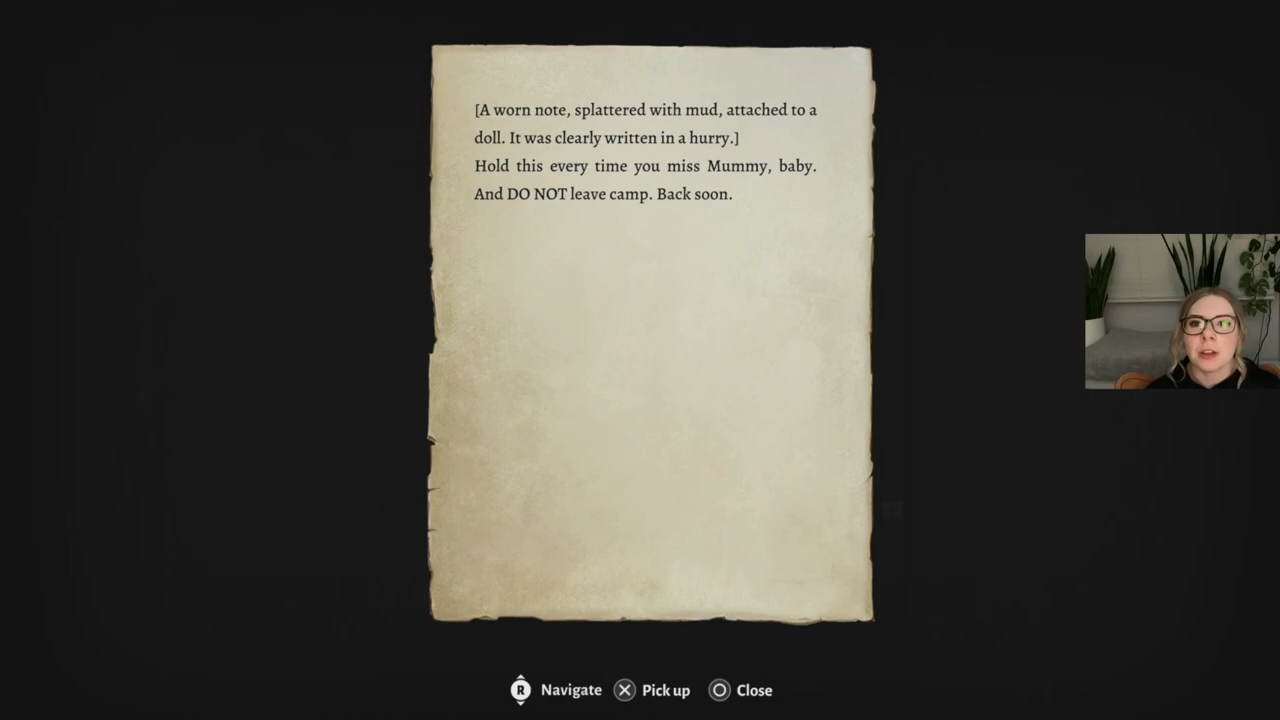 [A worn note, splattered with mud, attached to a
doll. It was clearly written in a hurry.]
Hold this every time you miss Mummy, baby.
And DO NOT leave camp. Back soon.
R Navigate Pick up Close